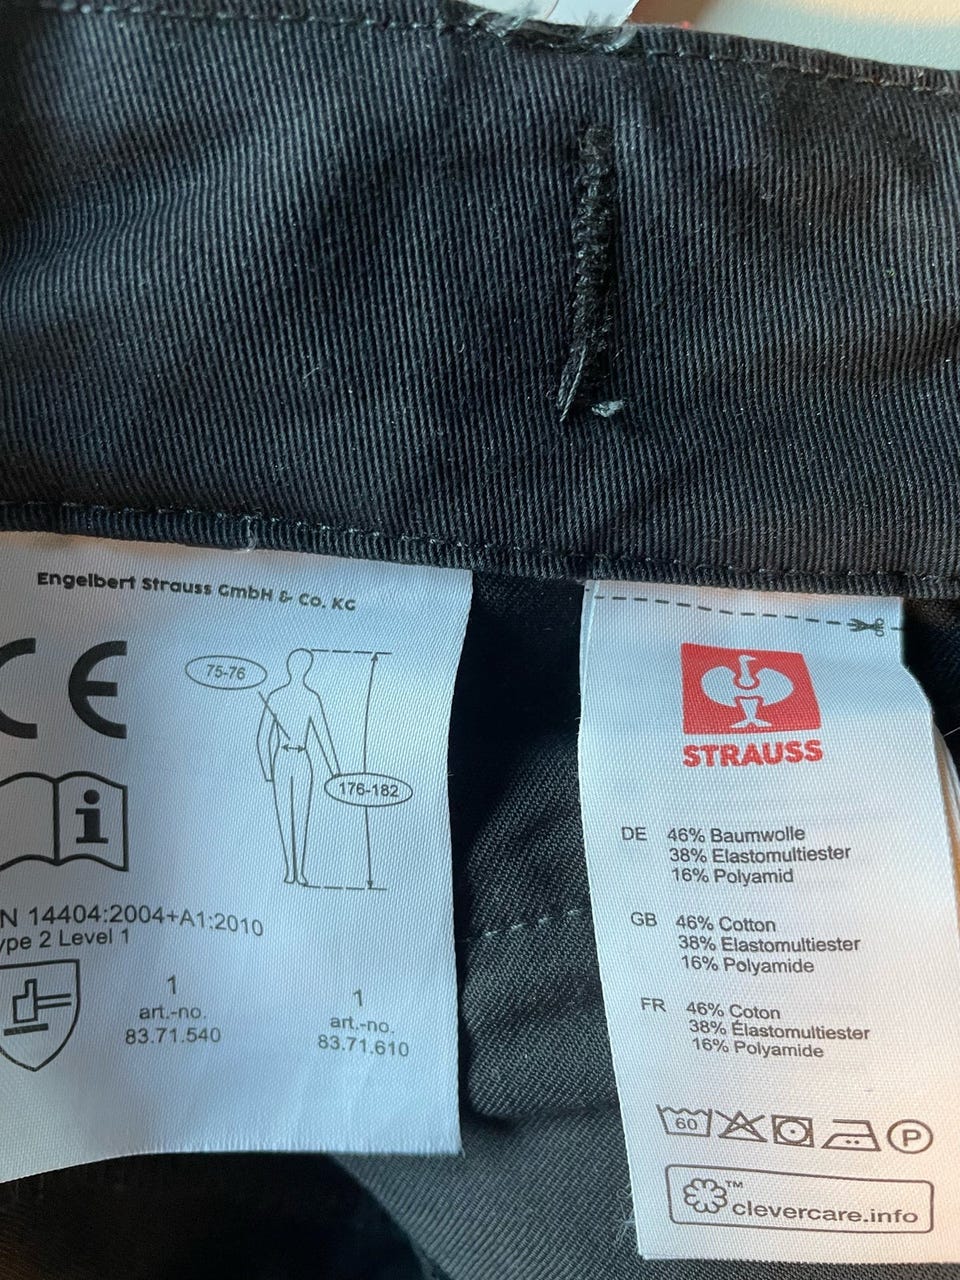 Engelbert Strauss GmbH & Co. KG
CE
75-76
176-182
i
N 14404:2004+A1:2010
ype 2 Level 1
1
art.-no.
83.71.540
1
art.-no.
83.71.610
STRAUSS
DE 46% Baumwolle
38% Elastomultiester
16% Polyamid
GB 46% Cotton
38% Elastomultiester
16% Polyamide
FR 46% Coton
38% Élastomultiester
16% Polyamide
60
P
TM
clevercare.info